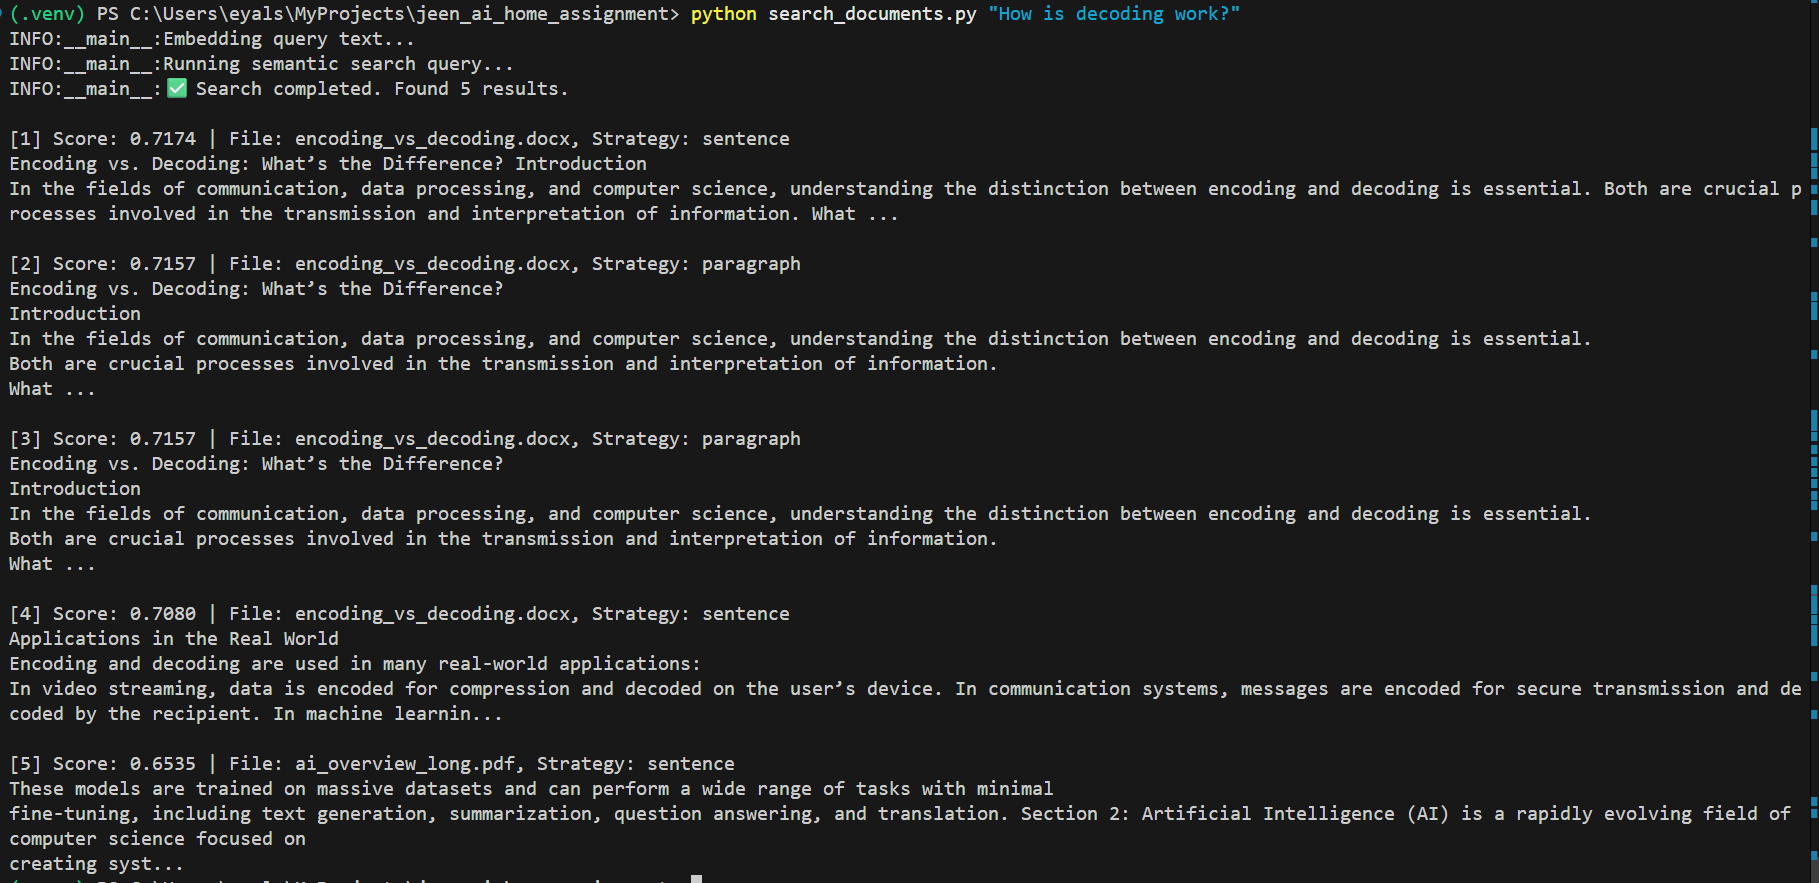 (.venv) PS C:\Users\eyals\MyProjects\jeen_ai_home_assignment> python search_documents.py "How is decoding work?"
INFO:__main__:Embedding query text...
INFO:__main__:Running semantic search query...
INFO:__main__:✅ Search completed. Found 5 results.
[1] Score: 0.7174 | File: encoding_vs_decoding.docx, Strategy: sentence
Encoding vs. Decoding: What’s the Difference? Introduction
In the fields of communication, data processing, and computer science, understanding the distinction between encoding and decoding is essential. Both are crucial p
rocesses involved in the transmission and interpretation of information. What ...
[2] Score: 0.7157 | File: encoding_vs_decoding.docx, Strategy: paragraph
Encoding vs. Decoding: What’s the Difference?
Introduction
In the fields of communication, data processing, and computer science, understanding the distinction between encoding and decoding is essential.
Both are crucial processes involved in the transmission and interpretation of information.
What ...
[3] Score: 0.7157 | File: encoding_vs_decoding.docx, Strategy: paragraph
Encoding vs. Decoding: What’s the Difference?
Introduction
In the fields of communication, data processing, and computer science, understanding the distinction between encoding and decoding is essential.
Both are crucial processes involved in the transmission and interpretation of information.
What ...
[4] Score: 0.7080 | File: encoding_vs_decoding.docx, Strategy: sentence
Applications in the Real World
Encoding and decoding are used in many real-world applications:
In video streaming, data is encoded for compression and decoded on the user’s device. In communication systems, messages are encoded for secure transmission and de
coded by the recipient. In machine learnin...
[5] Score: 0.6535 | File: ai_overview_long.pdf, Strategy: sentence
These models are trained on massive datasets and can perform a wide range of tasks with minimal
fine-tuning, including text generation, summarization, question answering, and translation. Section 2: Artificial Intelligence (AI) is a rapidly evolving field of
computer science focused on
creating syst...